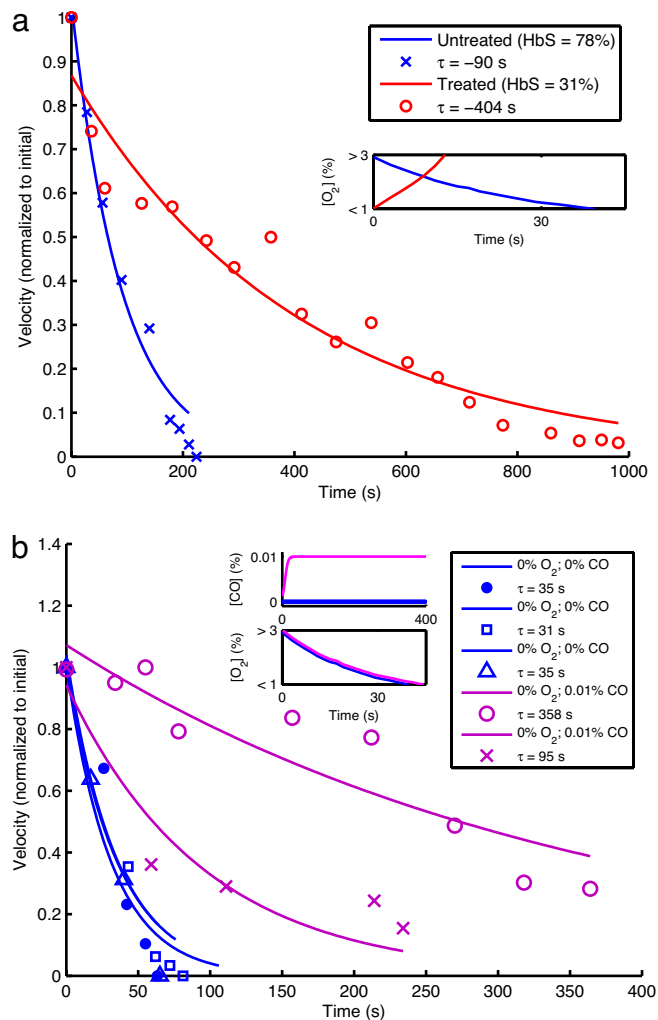 a
Velocity (normalized to initial)
1
0.9
0.8
0.7
0.6
0.5
0.4
0.3
0.2
0.1
0
0
200
400
600
800
1000
Time (s)
Untreated (HbS = 78%)
τ = −90 s
Treated (HbS = 31%)
τ = −404 s
[O2] (%)
> 3
< 1
0
30
Time (s)
b
Velocity (normalized to initial)
1.4
1.2
1
0.8
0.6
0.4
0.2
0
0
50
100
150
200
250
300
350
400
Time (s)
[CO] (%)
0.01
0
0
400
[O2] (%)
> 3
< 1
0
30
Time (s)
0% O2; 0% CO
τ = 35 s
0% O2; 0% CO
τ = 31 s
0% O2; 0% CO
τ = 35 s
0% O2; 0.01% CO
τ = 358 s
0% O2; 0.01% CO
τ = 95 s